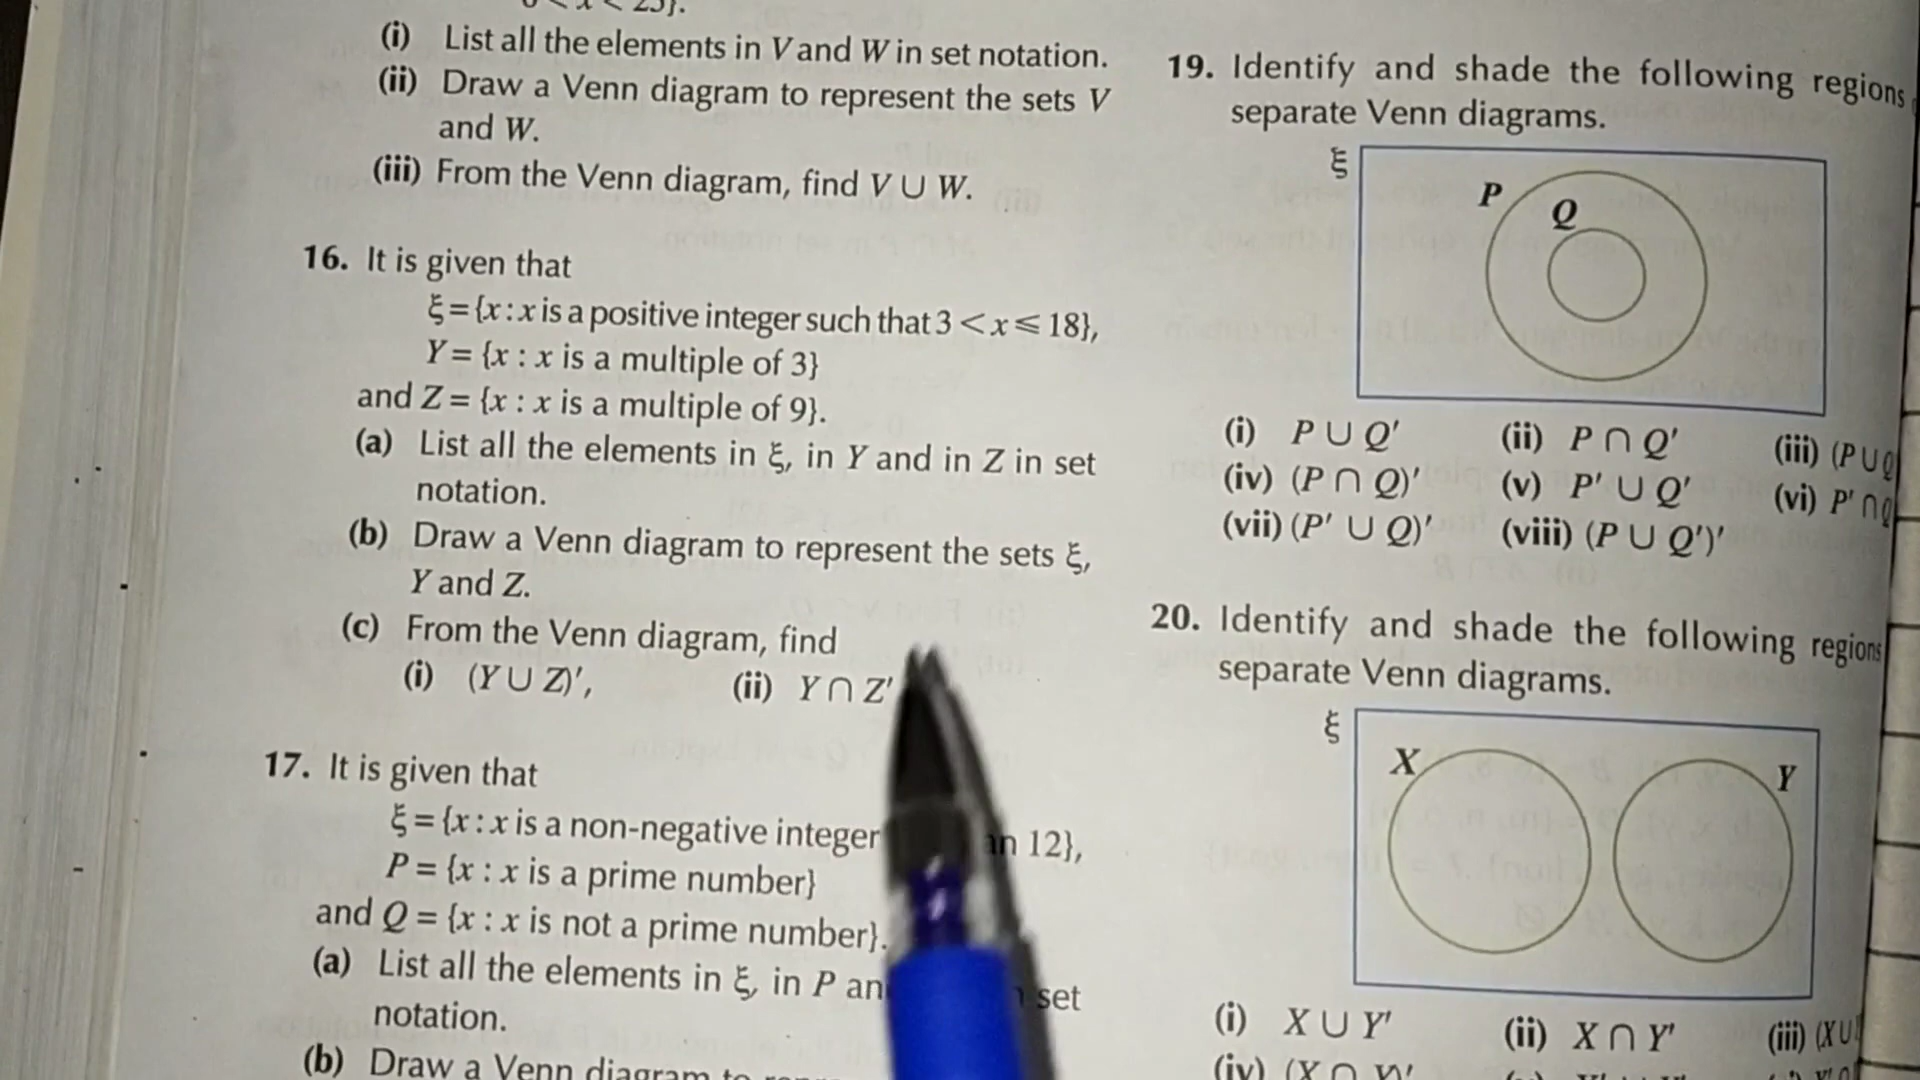 (i) List all the elements in V and W in set notation.
(ii) Draw a Venn diagram to represent the sets V
and W.
(iii) From the Venn diagram, find V ∪ W.
16. It is given that
ξ = {x : x is a positive integer such that 3 < x ⩽ 18},
Y = {x : x is a multiple of 3}
and Z = {x : x is a multiple of 9}.
(a) List all the elements in ξ, in Y and in Z in set
notation.
(b) Draw a Venn diagram to represent the sets ξ,
Y and Z.
(c) From the Venn diagram, find
(i) (Y ∪ Z)′, (ii) Y ∩ Z′
17. It is given that
ξ = {x : x is a non-negative integer 12},
P = {x : x is a prime number}
and Q = {x : x is not a prime number}.
(a) List all the elements in ξ, in P set
notation.
(b) Draw a Venn diagram to
19. Identify and shade the following regions
separate Venn diagrams.
ξ
P
Q
(i) P ∪ Q′ (ii) P ∩ Q′ (iii) (P ∪ Q
(iv) (P ∩ Q)′ (v) P′ ∪ Q′ (vi) P′ ∩ Q
(vii) (P′ ∪ Q)′ (viii) (P ∪ Q′)′
20. Identify and shade the following regions
separate Venn diagrams.
ξ
X
Y
(i) X ∪ Y′ (ii) X ∩ Y′ (iii) (X ∪
(iv) (X ∩